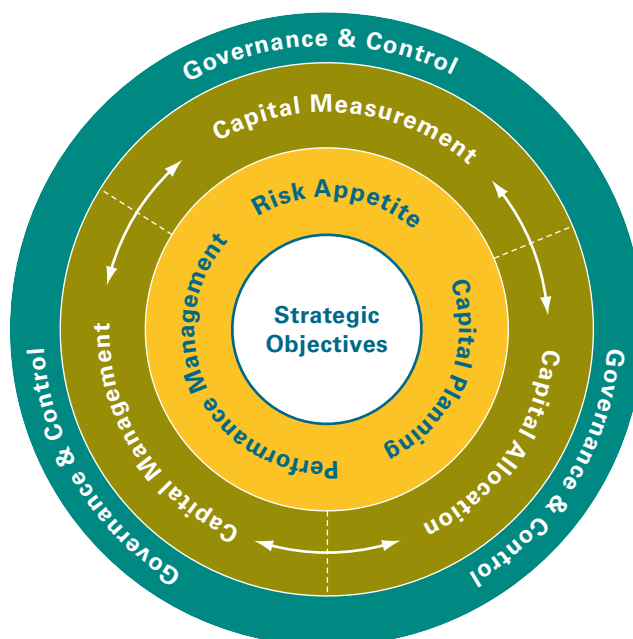 Governance & Control
Capital Measurement
Risk Appetite
Strategic
Objectives
Performance Management
Capital Planning
Capital Management
Capital Allocation
Governance & Control
Governance & Control